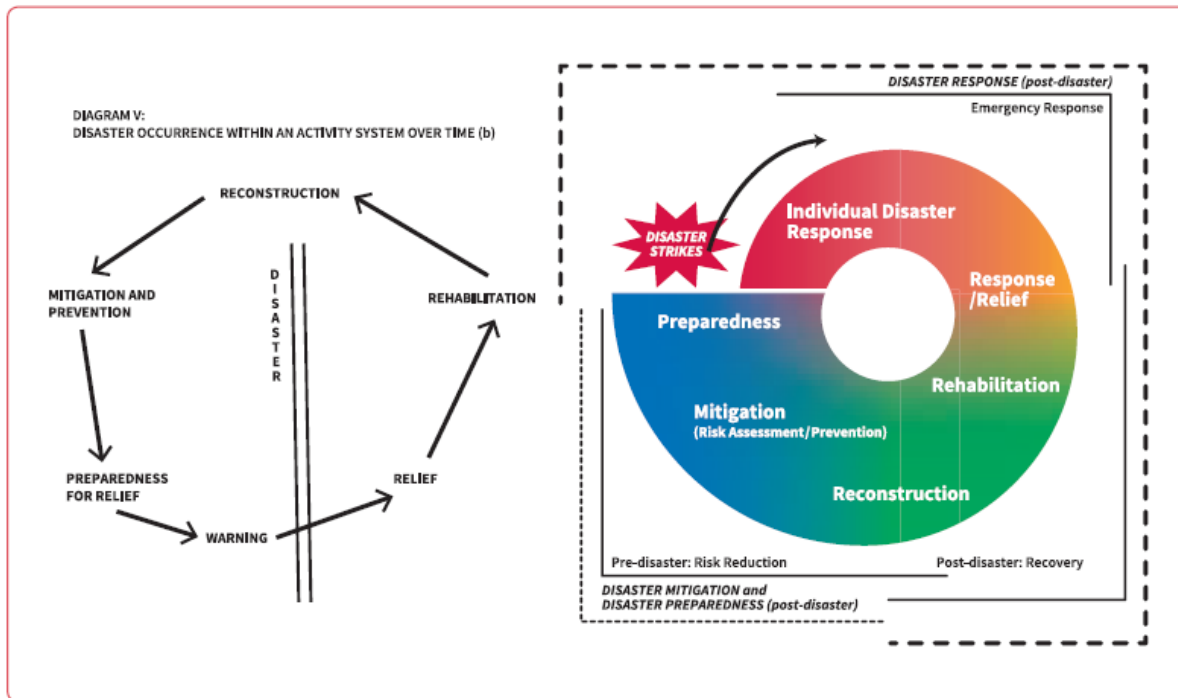 DIAGRAM V:
DISASTER OCCURRENCE WITHIN AN ACTIVITY SYSTEM OVER TIME (b)
RECONSTRUCTION
MITIGATION AND
PREVENTION
DISASTER
REHABILITATION
PREPAREDNESS
FOR RELIEF
RELIEF
WARNING
DISASTER RESPONSE (post-disaster)
Emergency Response
DISASTER
STRIKES
Individual Disaster
Response
Response
/Relief
Preparedness
Rehabilitation
Mitigation
(Risk Assessment/Prevention)
Reconstruction
Pre-disaster: Risk Reduction
Post-disaster: Recovery
DISASTER MITIGATION and
DISASTER PREPAREDNESS (post-disaster)